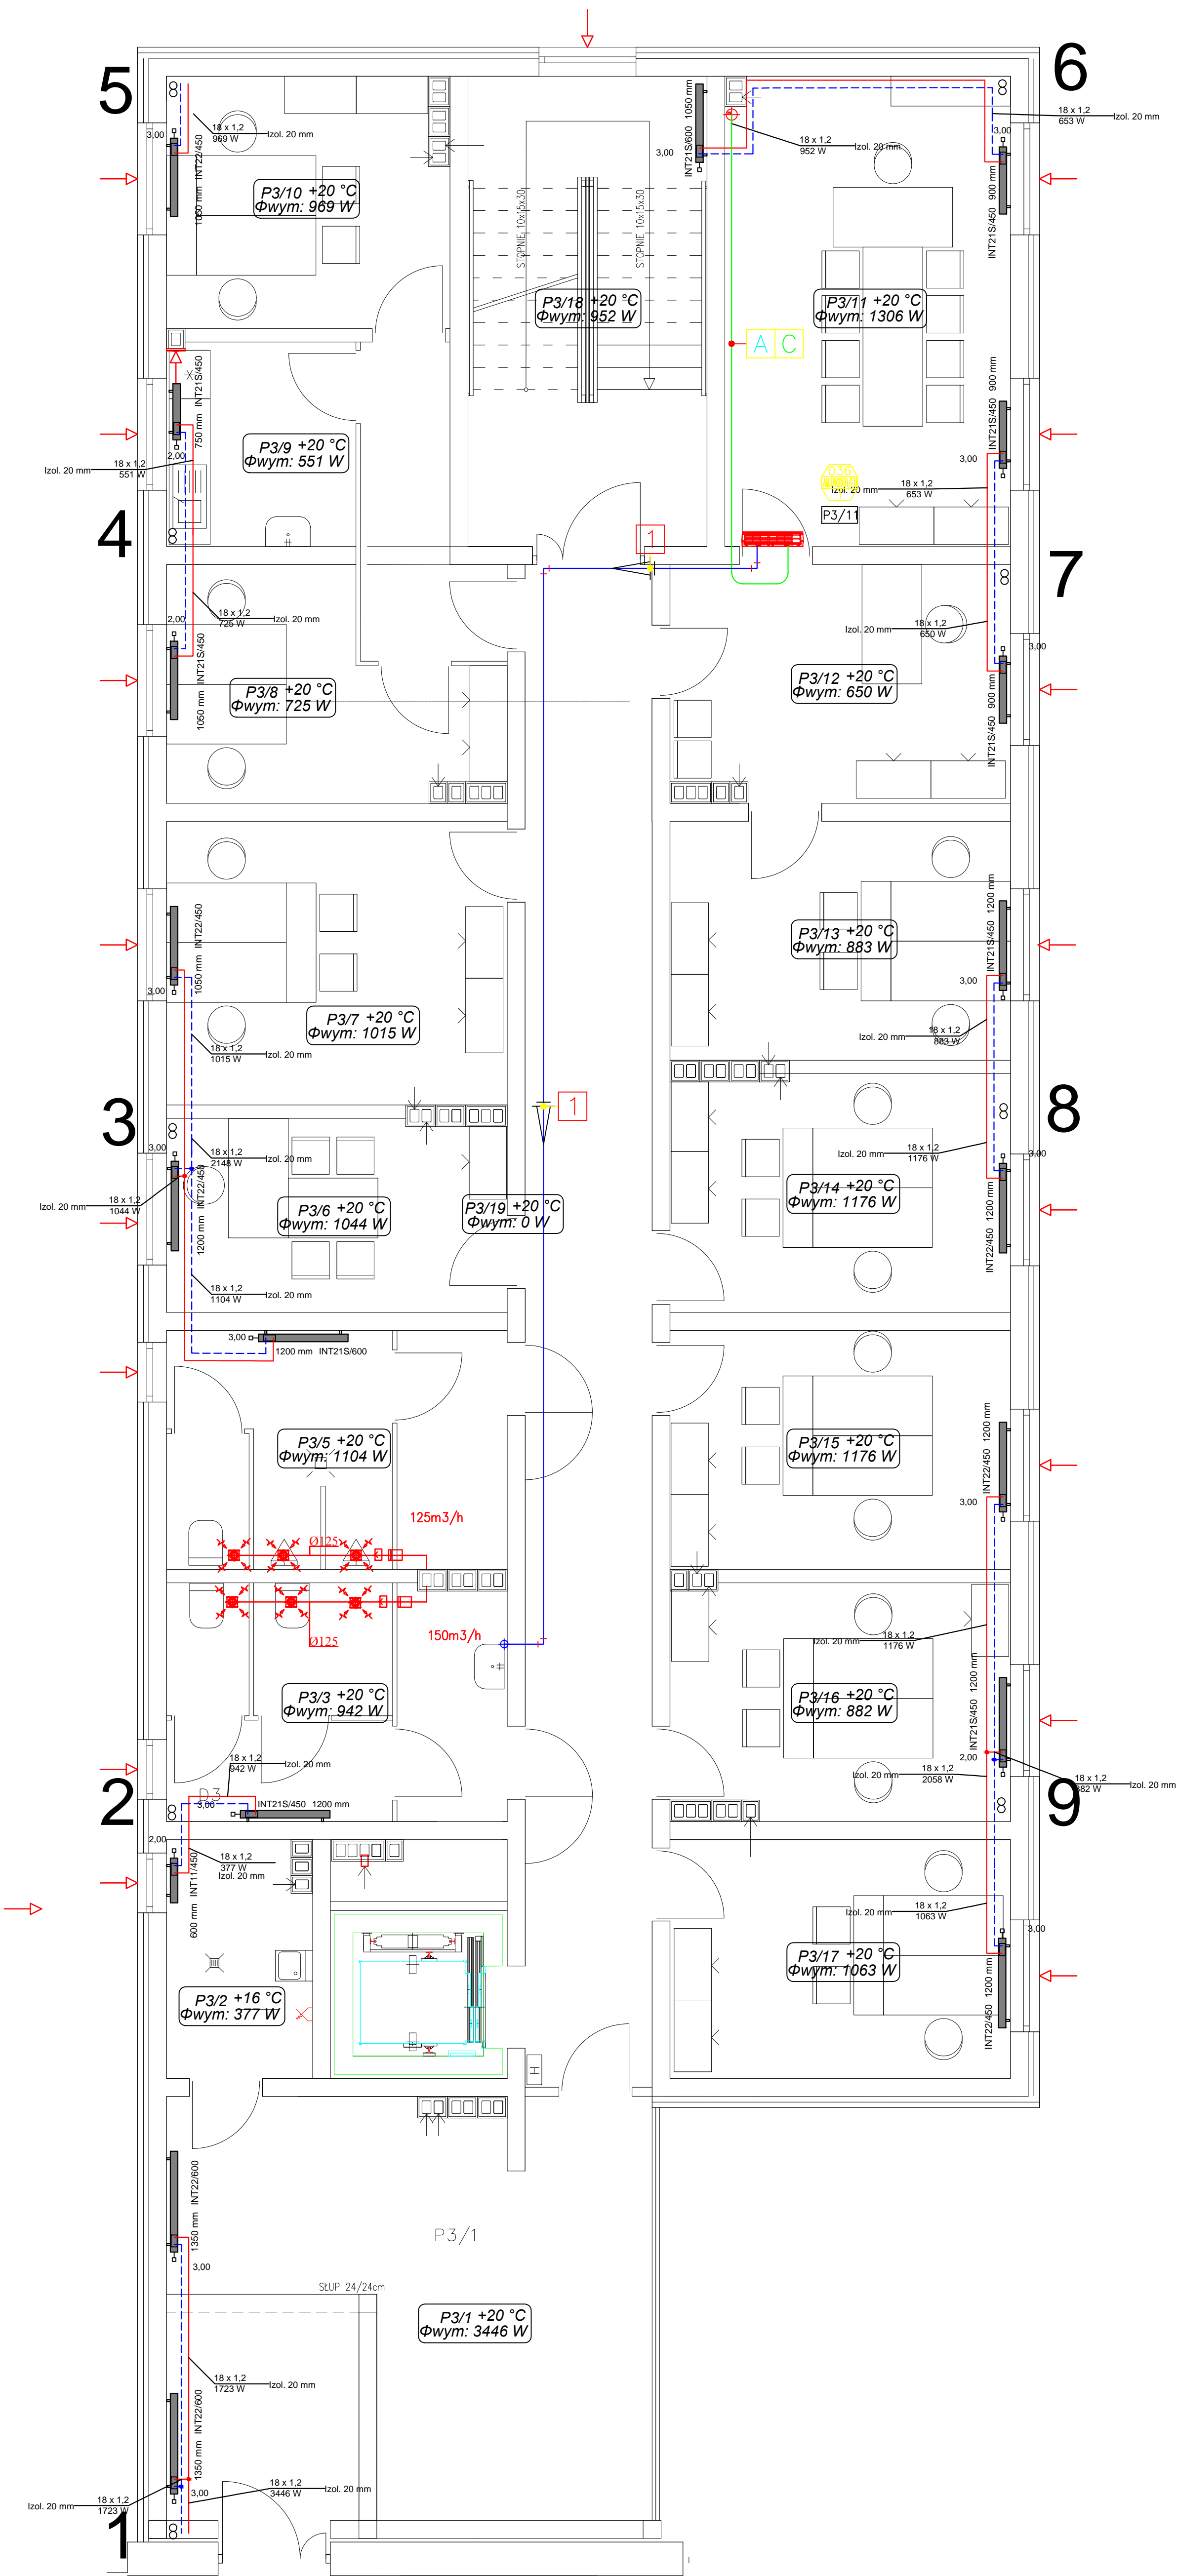 5
6
18 x 1,2
969 W
Izol. 20 mm
3,00
1050 mm INT22/450
P3/10 +20 °C
Φwym: 969 W
INT21S/600 1050 mm
3,00
18 x 1,2
952 W
Izol. 20 mm
18 x 1,2
653 W
Izol. 20 mm
3,00
INT21S/450 900 mm
STOPNIE 10x15x30
STOPNIE 10x15x30
P3/18 +20 °C
Φwym: 952 W
P3/11 +20 °C
Φwym: 1306 W
A C
750 mm INT21S/450
2,00
Izol. 20 mm
18 x 1,2
551 W
P3/9 +20 °C
Φwym: 551 W
INT21S/450 900 mm
3,00
18 x 1,2
653 W
Izol. 20 mm
P3/11
4
1
7
2,00
18 x 1,2
725 W
Izol. 20 mm
1050 mm INT21S/450
P3/8 +20 °C
Φwym: 725 W
Izol. 20 mm
18 x 1,2
650 W
3,00
P3/12 +20 °C
Φwym: 650 W
INT21S/450 900 mm
1050 mm INT22/450
3,00
P3/7 +20 °C
Φwym: 1015 W
18 x 1,2
1015 W
Izol. 20 mm
P3/13 +20 °C
Φwym: 883 W
INT21S/450 1200 mm
3,00
Izol. 20 mm
18 x 1,2
883 W
3
1
8
3,00
18 x 1,2
2148 W
Izol. 20 mm
Izol. 20 mm
18 x 1,2
1044 W
1200 mm INT22/450
P3/6 +20 °C
Φwym: 1044 W
P3/19 +20 °C
Φwym: 0 W
18 x 1,2
1176 W
Izol. 20 mm
3,00
P3/14 +20 °C
Φwym: 1176 W
INT22/450 1200 mm
18 x 1,2
1104 W
Izol. 20 mm
3,00
1200 mm INT21S/600
P3/5 +20 °C
Φwym: 1104 W
P3/15 +20 °C
Φwym: 1176 W
INT22/450 1200 mm
3,00
125m3/h
Ø125
Ø125
150m3/h
18 x 1,2
1176 W
Izol. 20 mm
P3/3 +20 °C
Φwym: 942 W
P3/16 +20 °C
Φwym: 882 W
INT21S/450 1200 mm
2,00
18 x 1,2
942 W
Izol. 20 mm
Izol. 20 mm
18 x 1,2
2058 W
18 x 1,2
882 W
Izol. 20 mm
2
9
D3
3,00
INT21S/450 1200 mm
2,00
18 x 1,2
377 W
Izol. 20 mm
600 mm INT11/450
P3/2 +16 °C
Φwym: 377 W
Izol. 20 mm
18 x 1,2
1063 W
3,00
P3/17 +20 °C
Φwym: 1063 W
INT22/450 1200 mm
H
1350 mm INT22/600
3,00
P3/1
SŁUP 24/24cm
P3/1 +20 °C
Φwym: 3446 W
18 x 1,2
1723 W
Izol. 20 mm
1350 mm INT22/600
3,00
18 x 1,2
3446 W
Izol. 20 mm
Izol. 20 mm
18 x 1,2
1723 W
1